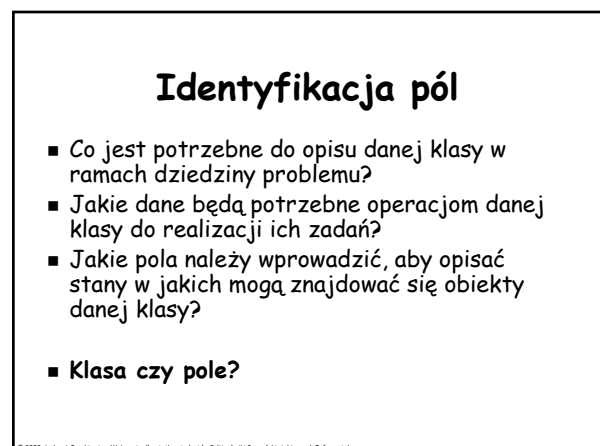 Identyfikacja pól
▪ Co jest potrzebne do opisu danej klasy w
ramach dziedziny problemu?
▪ Jakie dane będą potrzebne operacjom danej
klasy do realizacji ich zadań?
▪ Jakie pola należy wprowadzić, aby opisać
stany w jakich mogą znajdować się obiekty
danej klasy?
▪ Klasa czy pole?